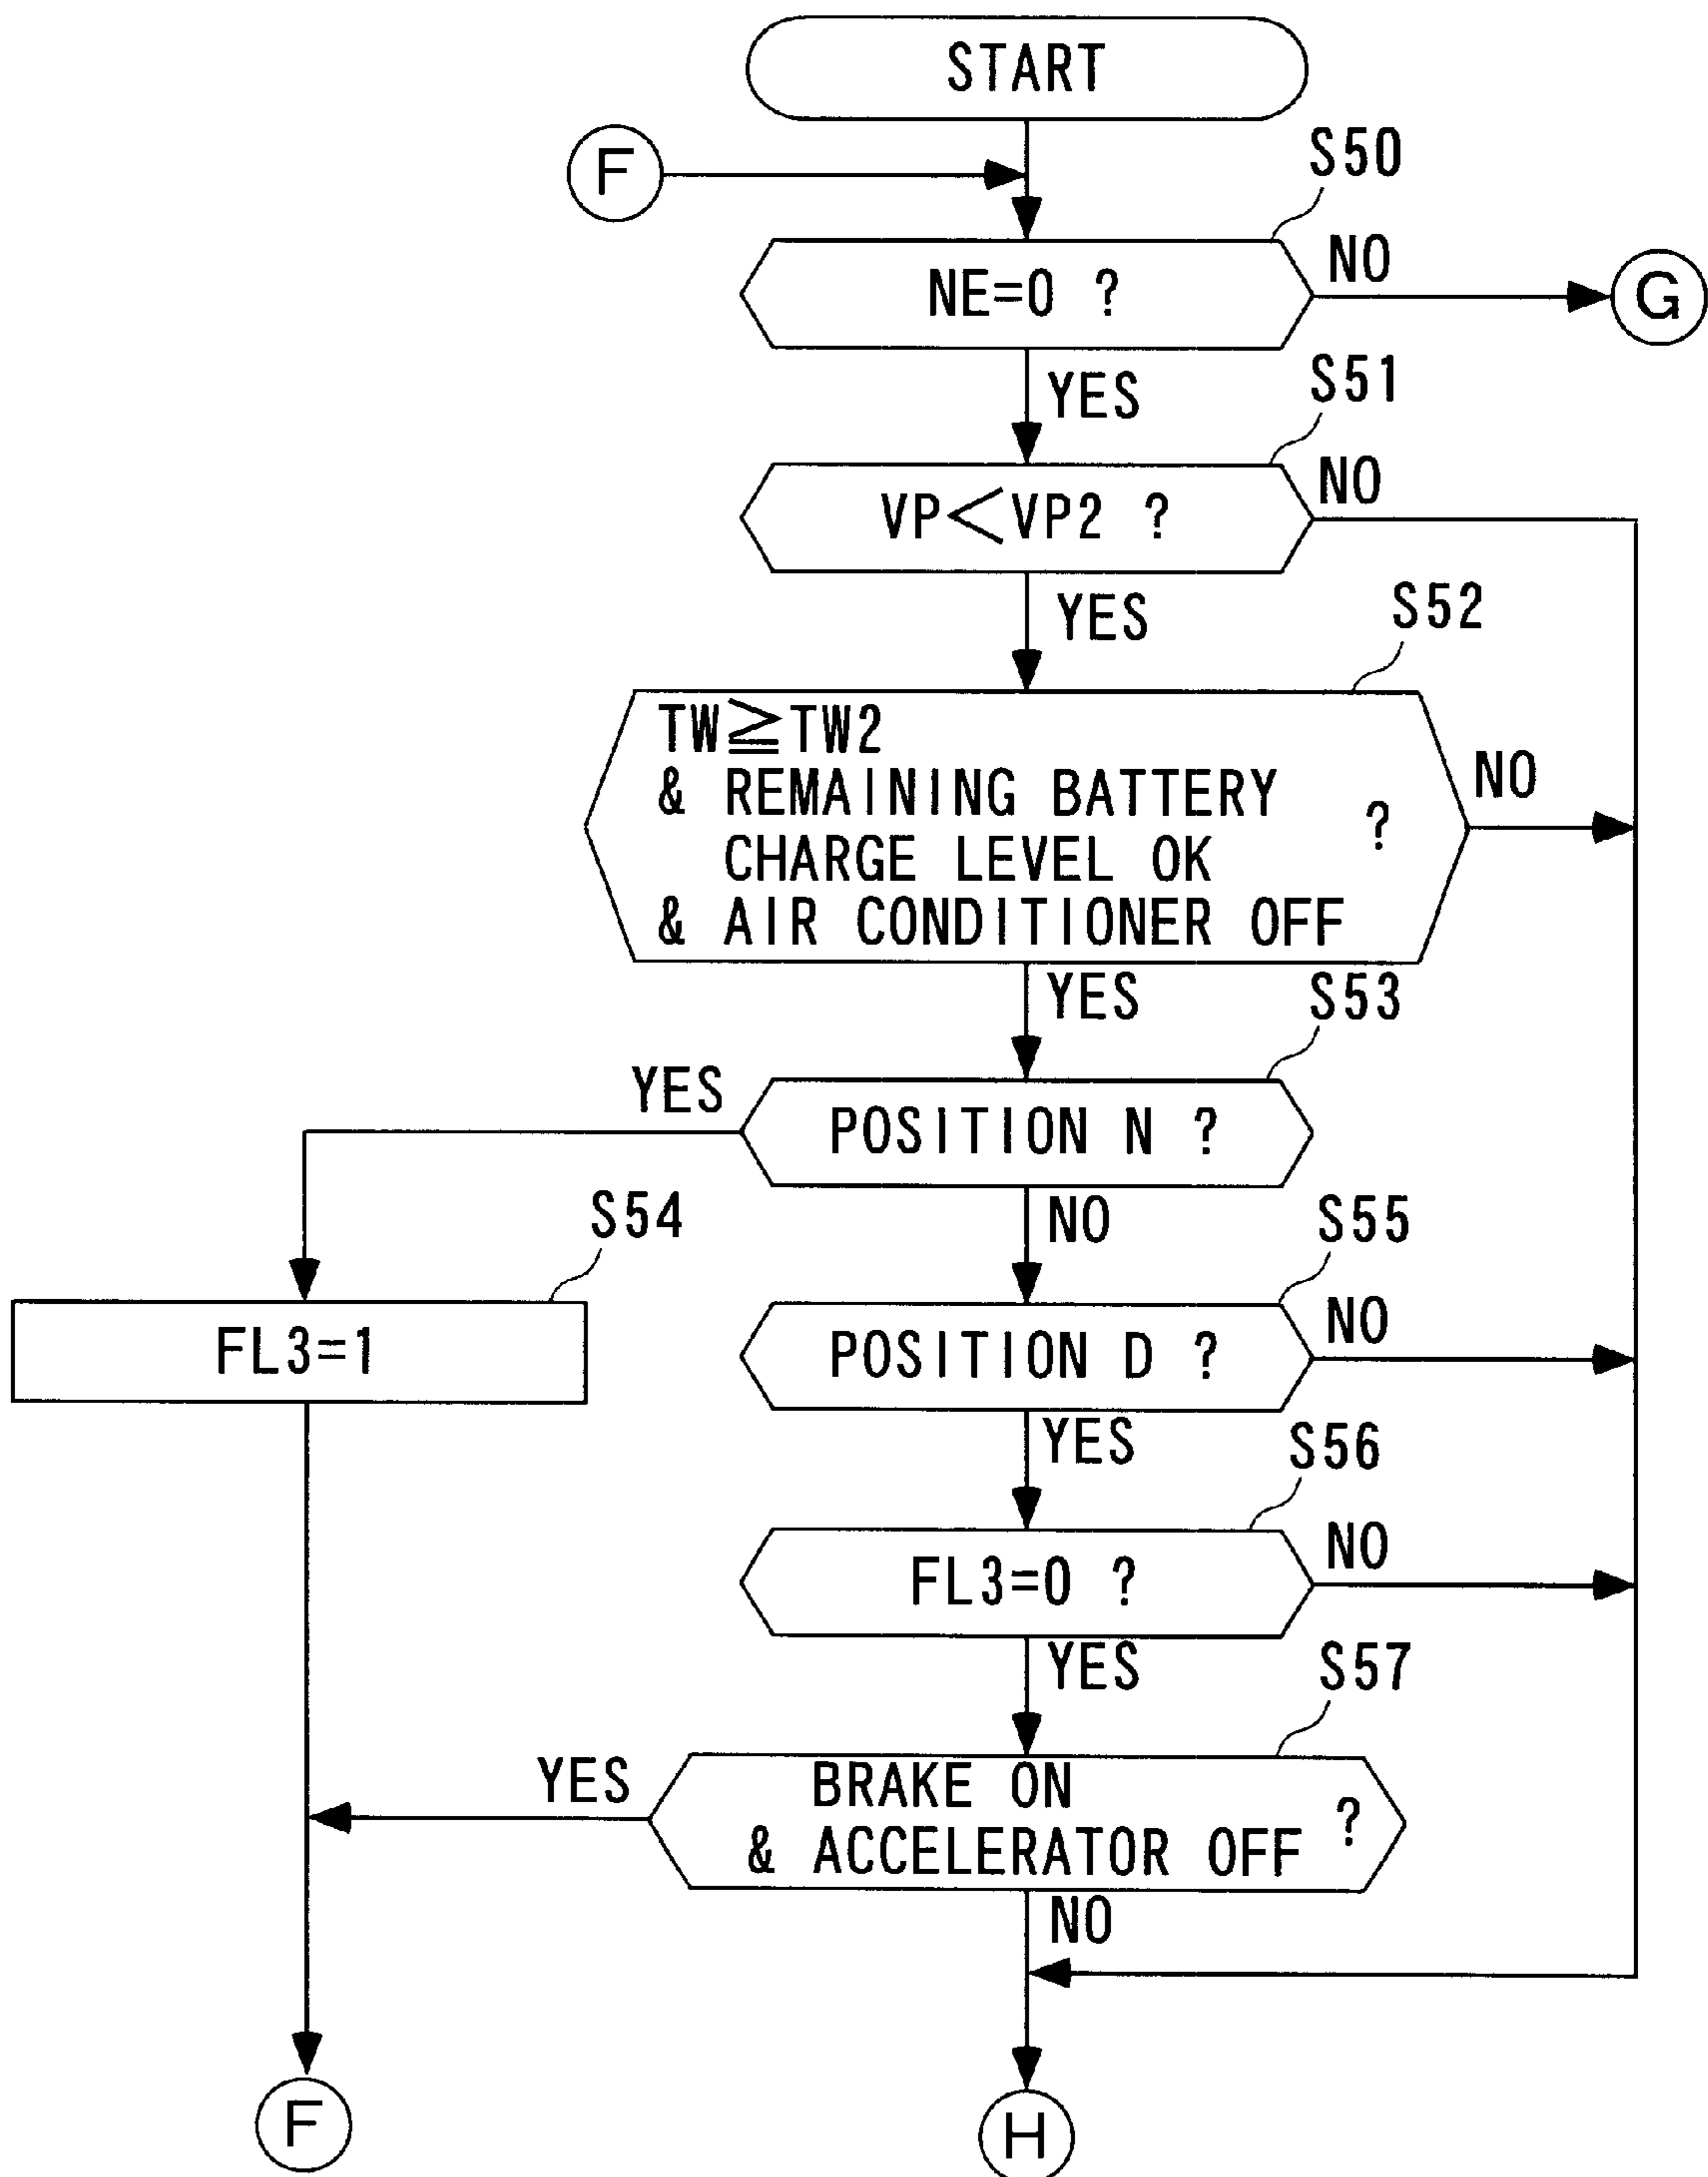 START
F
S50
NE=0 ?
NO
G
YES
S51
VP<VP2 ?
NO
YES
S52
TW≧TW2
& REMAINING BATTERY
CHARGE LEVEL OK
& AIR CONDITIONER OFF
?
NO
YES
S53
YES
POSITION N ?
S54
NO
S55
FL3=1
POSITION D ?
NO
YES
S56
FL3=0 ?
NO
YES
S57
YES
BRAKE ON
& ACCELERATOR OFF
?
NO
F
H